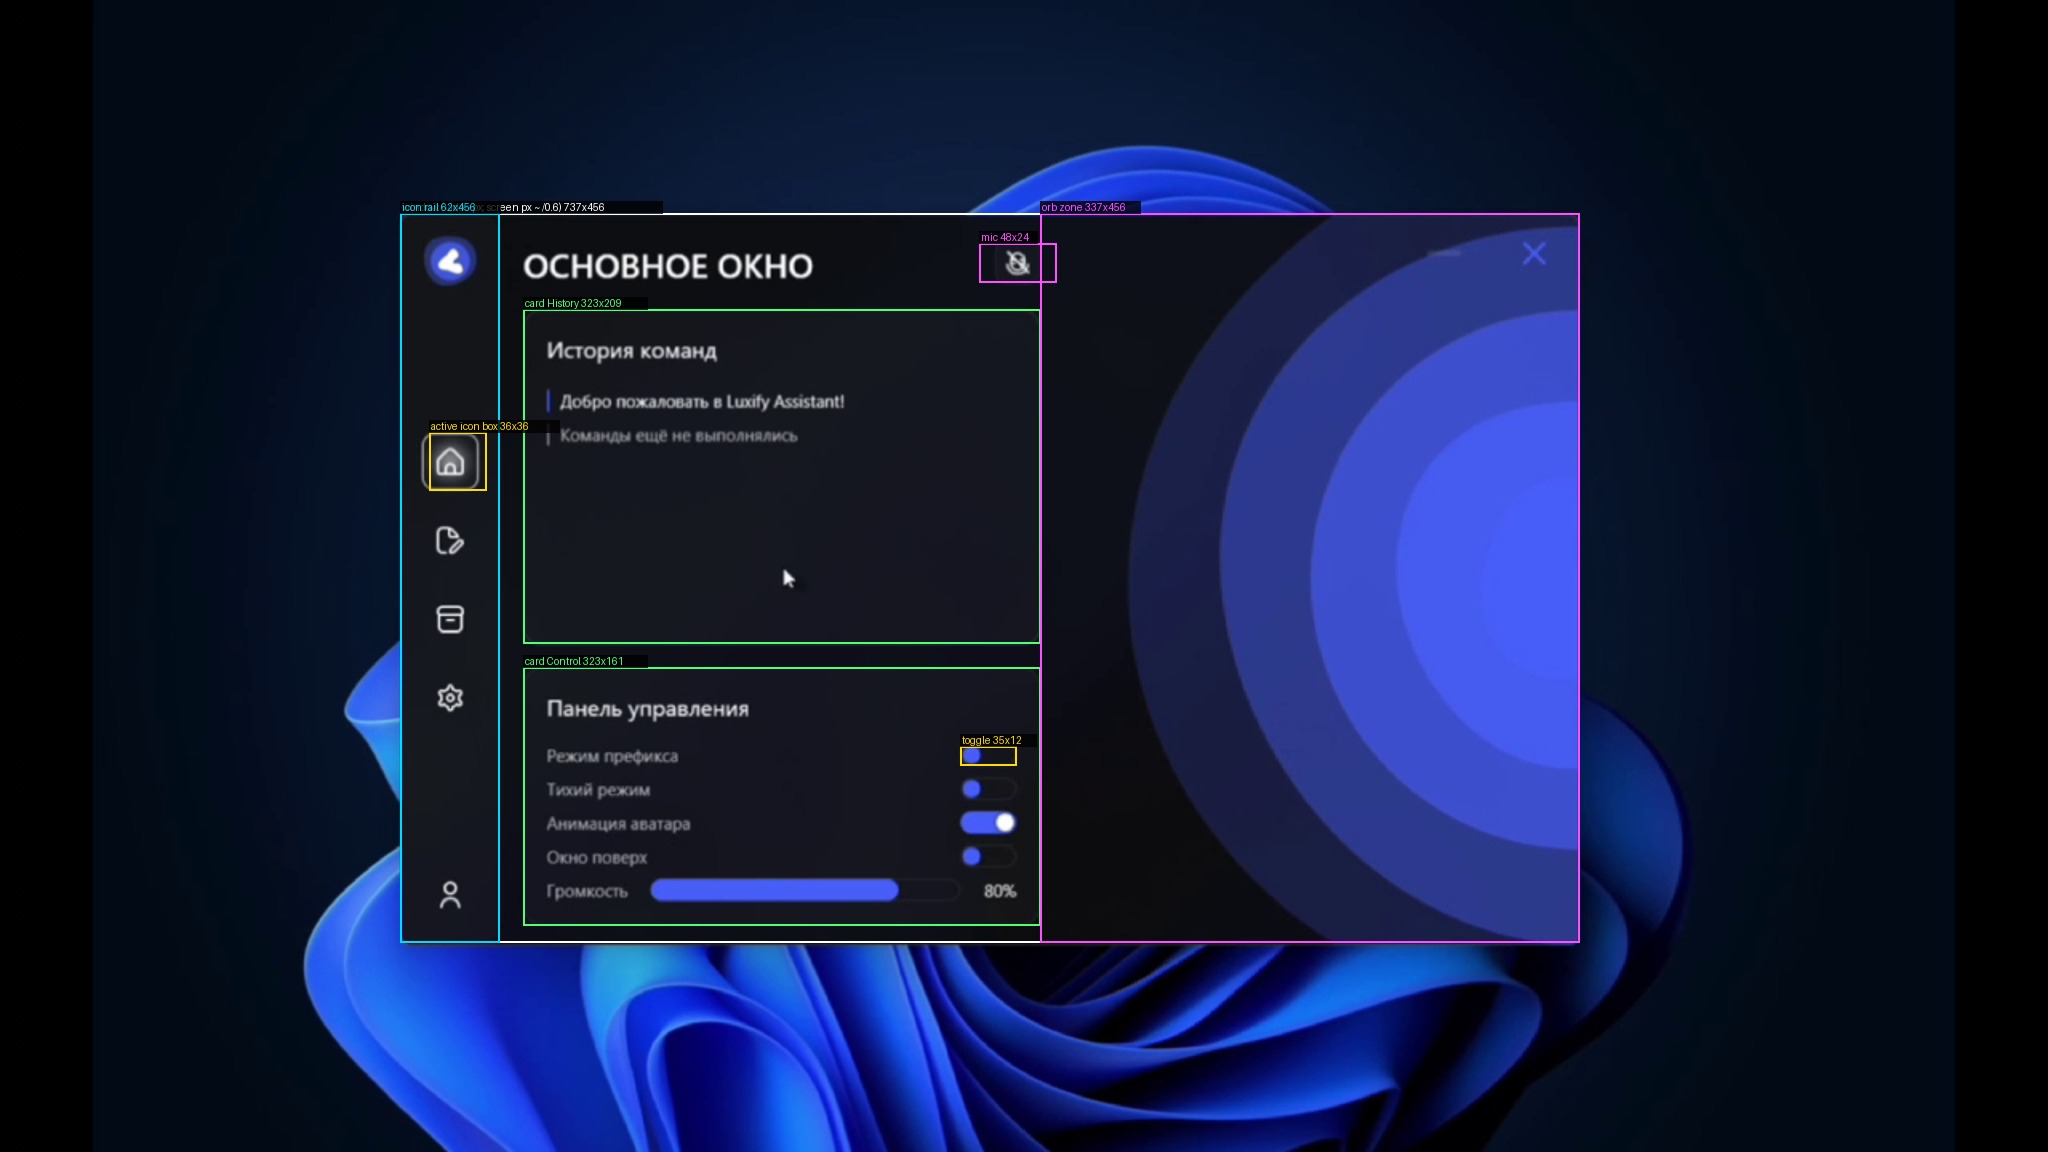 icon rail 62x456
een px ~/0.6) 737x456
orb zone 337x456
mic 48x24
ОСНОВНОЕ ОКНО
card History 323x209
История команд
Добро пожаловать в Luxify Assistant!
active icon box 36x36
Команды ещё не выполнялись
card Control 323x161
Панель управления
toggle 35x12
Режим префикса
Тихий режим
Анимация аватара
Окно поверх
Громкость 80%